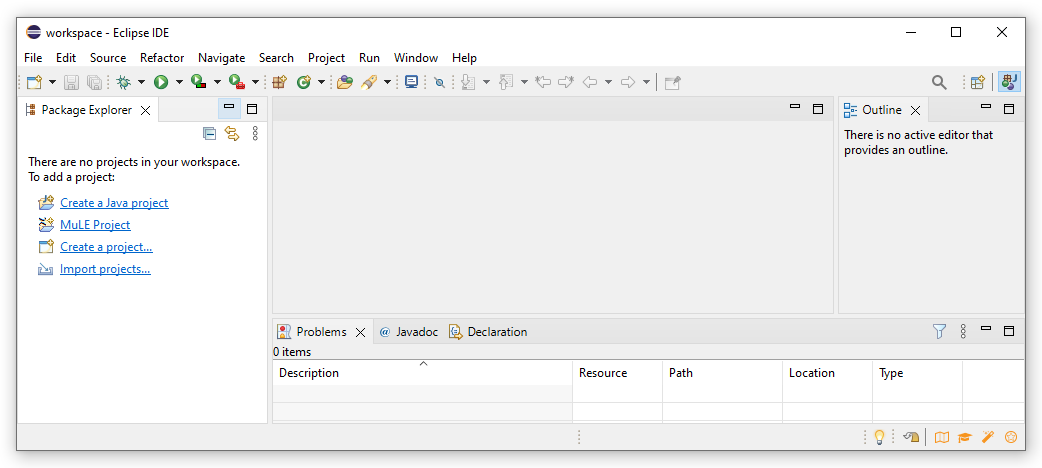 workspace - Eclipse IDE
File Edit Source Refactor Navigate Search Project Run Window Help
Package Explorer
There are no projects in your workspace.
To add a project:
Create a Java project
MuLE Project
Create a project...
Import projects...
Outline
There is no active editor that
provides an outline.
Problems @ Javadoc Declaration
0 items
Description Resource Path Location Type